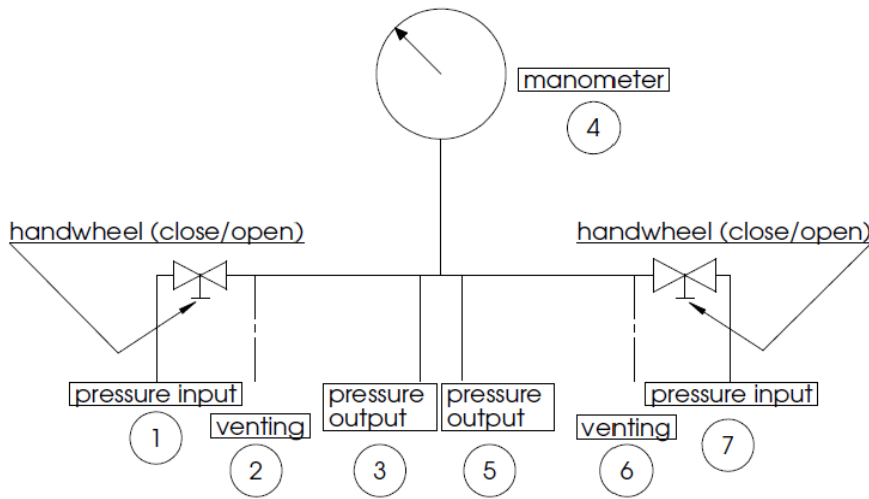 manometer
4
handwheel (close/open)
handwheel (close/open)
pressure input
pressure output
pressure output
pressure input
venting
venting
1
2
3
5
6
7